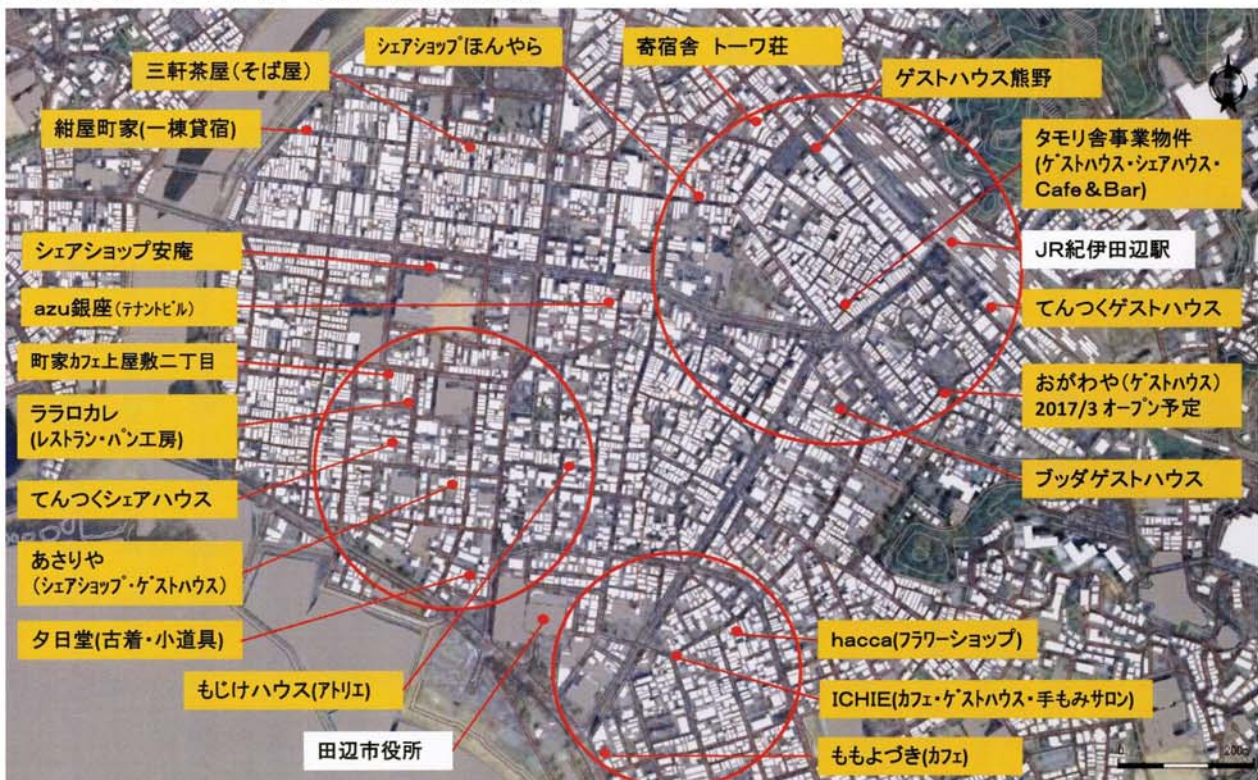 シェアショップほんやら
寄宿舎 トーワ荘
三軒茶屋(そば屋)
ゲストハウス熊野
紺屋町家(一棟貸宿)
タモリ舎事業物件
(ゲストハウス・シェアハウス・
Cafe&Bar)
シェアショップ安庵
JR紀伊田辺駅
azu銀座(テナントビル)
てんつくゲストハウス
町家カフェ上屋敷二丁目
おがわや(ゲストハウス)
2017/3 オープン予定
ララロカレ
(レストラン・パン工房)
ブッダゲストハウス
てんつくシェアハウス
あさりや
(シェアショップ・ゲストハウス)
夕日堂(古着・小道具)
hacca(フラワーショップ)
もじけハウス(アトリエ)
ICHIE(カフェ・ゲストハウス・手もみサロン)
田辺市役所
ももよづき(カフェ)